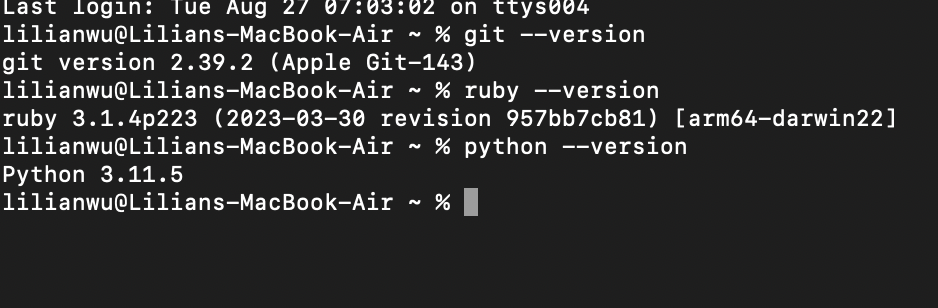 Last login: Tue Aug 27 07:03:02 on ttys004
lilianwu@Lilians-MacBook-Air ~ % git --version
git version 2.39.2 (Apple Git-143)
lilianwu@Lilians-MacBook-Air ~ % ruby --version
ruby 3.1.4p223 (2023-03-30 revision 957bb7cb81) [arm64-darwin22]
lilianwu@Lilians-MacBook-Air ~ % python --version
Python 3.11.5
lilianwu@Lilians-MacBook-Air ~ %